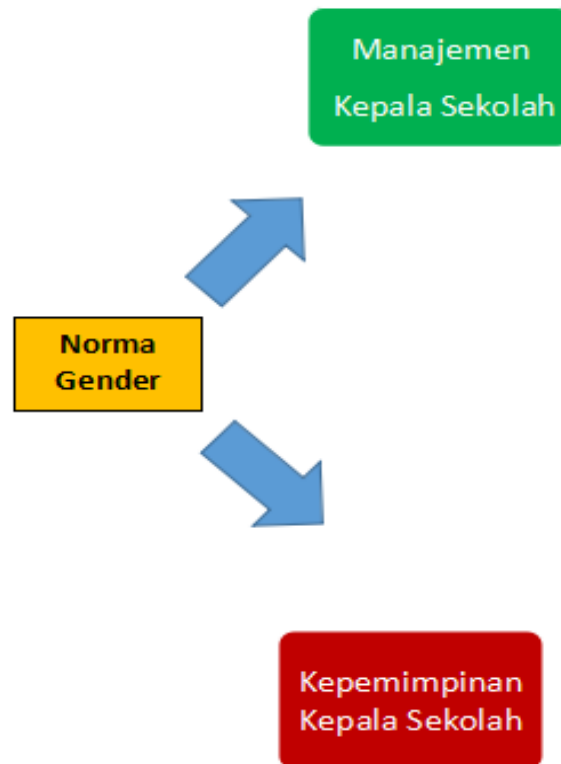 Manajemen
Kepala Sekolah
Norma
Gender
Kepemimpinan
Kepala Sekolah